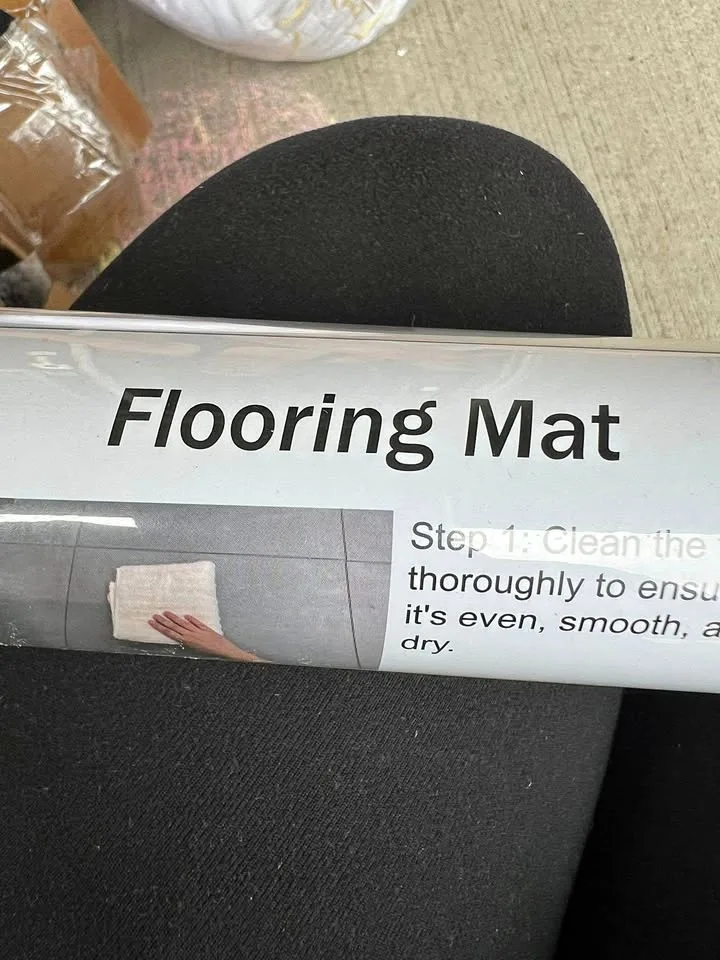 Flooring Mat
Step 1: Clean the
thoroughly to ensu
it's even, smooth, a
dry.